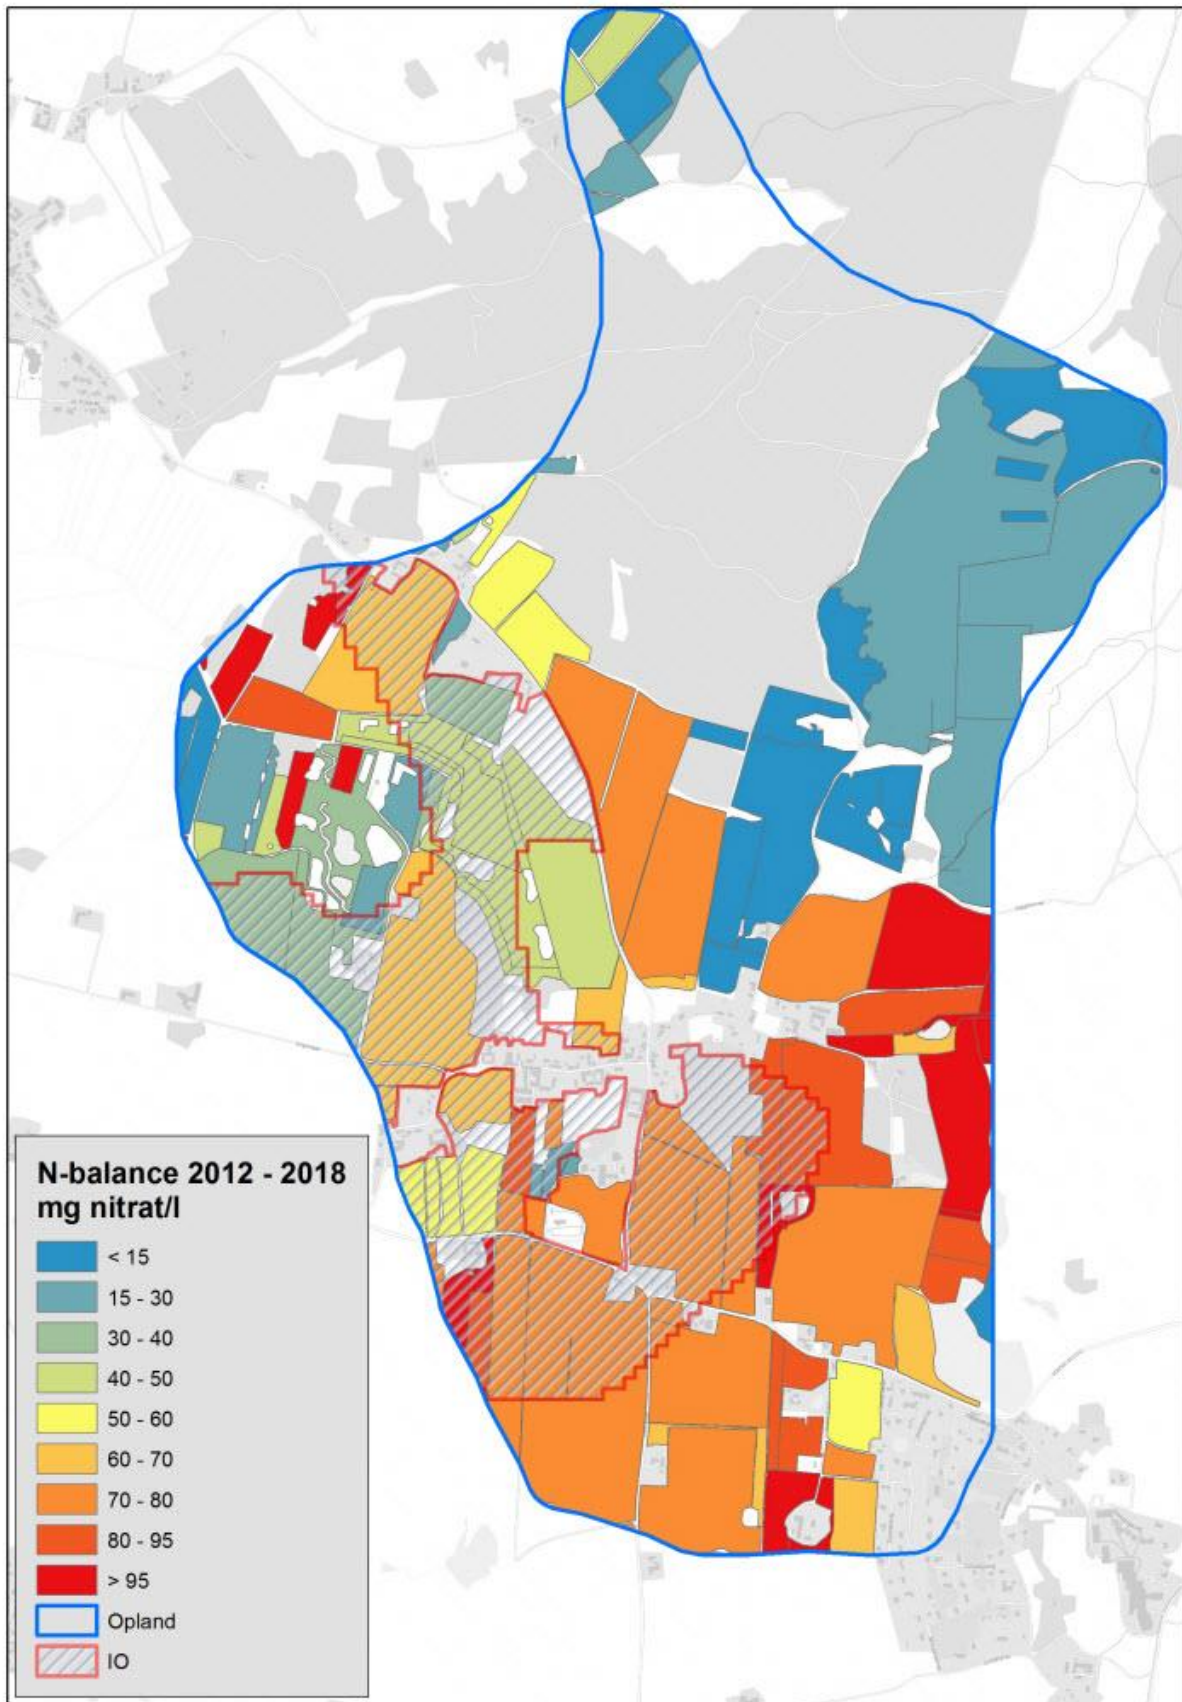 N-balance 2012 - 2018
mg nitrat/l
< 15
15 - 30
30 - 40
40 - 50
50 - 60
60 - 70
70 - 80
80 - 95
> 95
Opland
IO